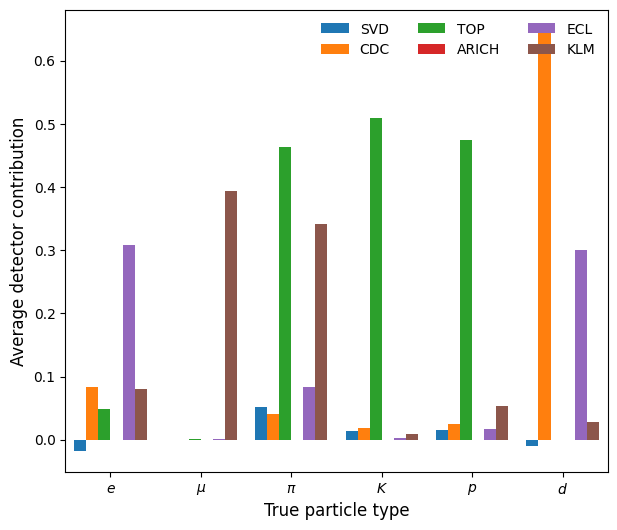 SVD TOP ECL
CDC ARICH KLM
Average detector contribution
0.6
0.5
0.4
0.3
0.2
0.1
0.0
e μ π K p d
True particle type